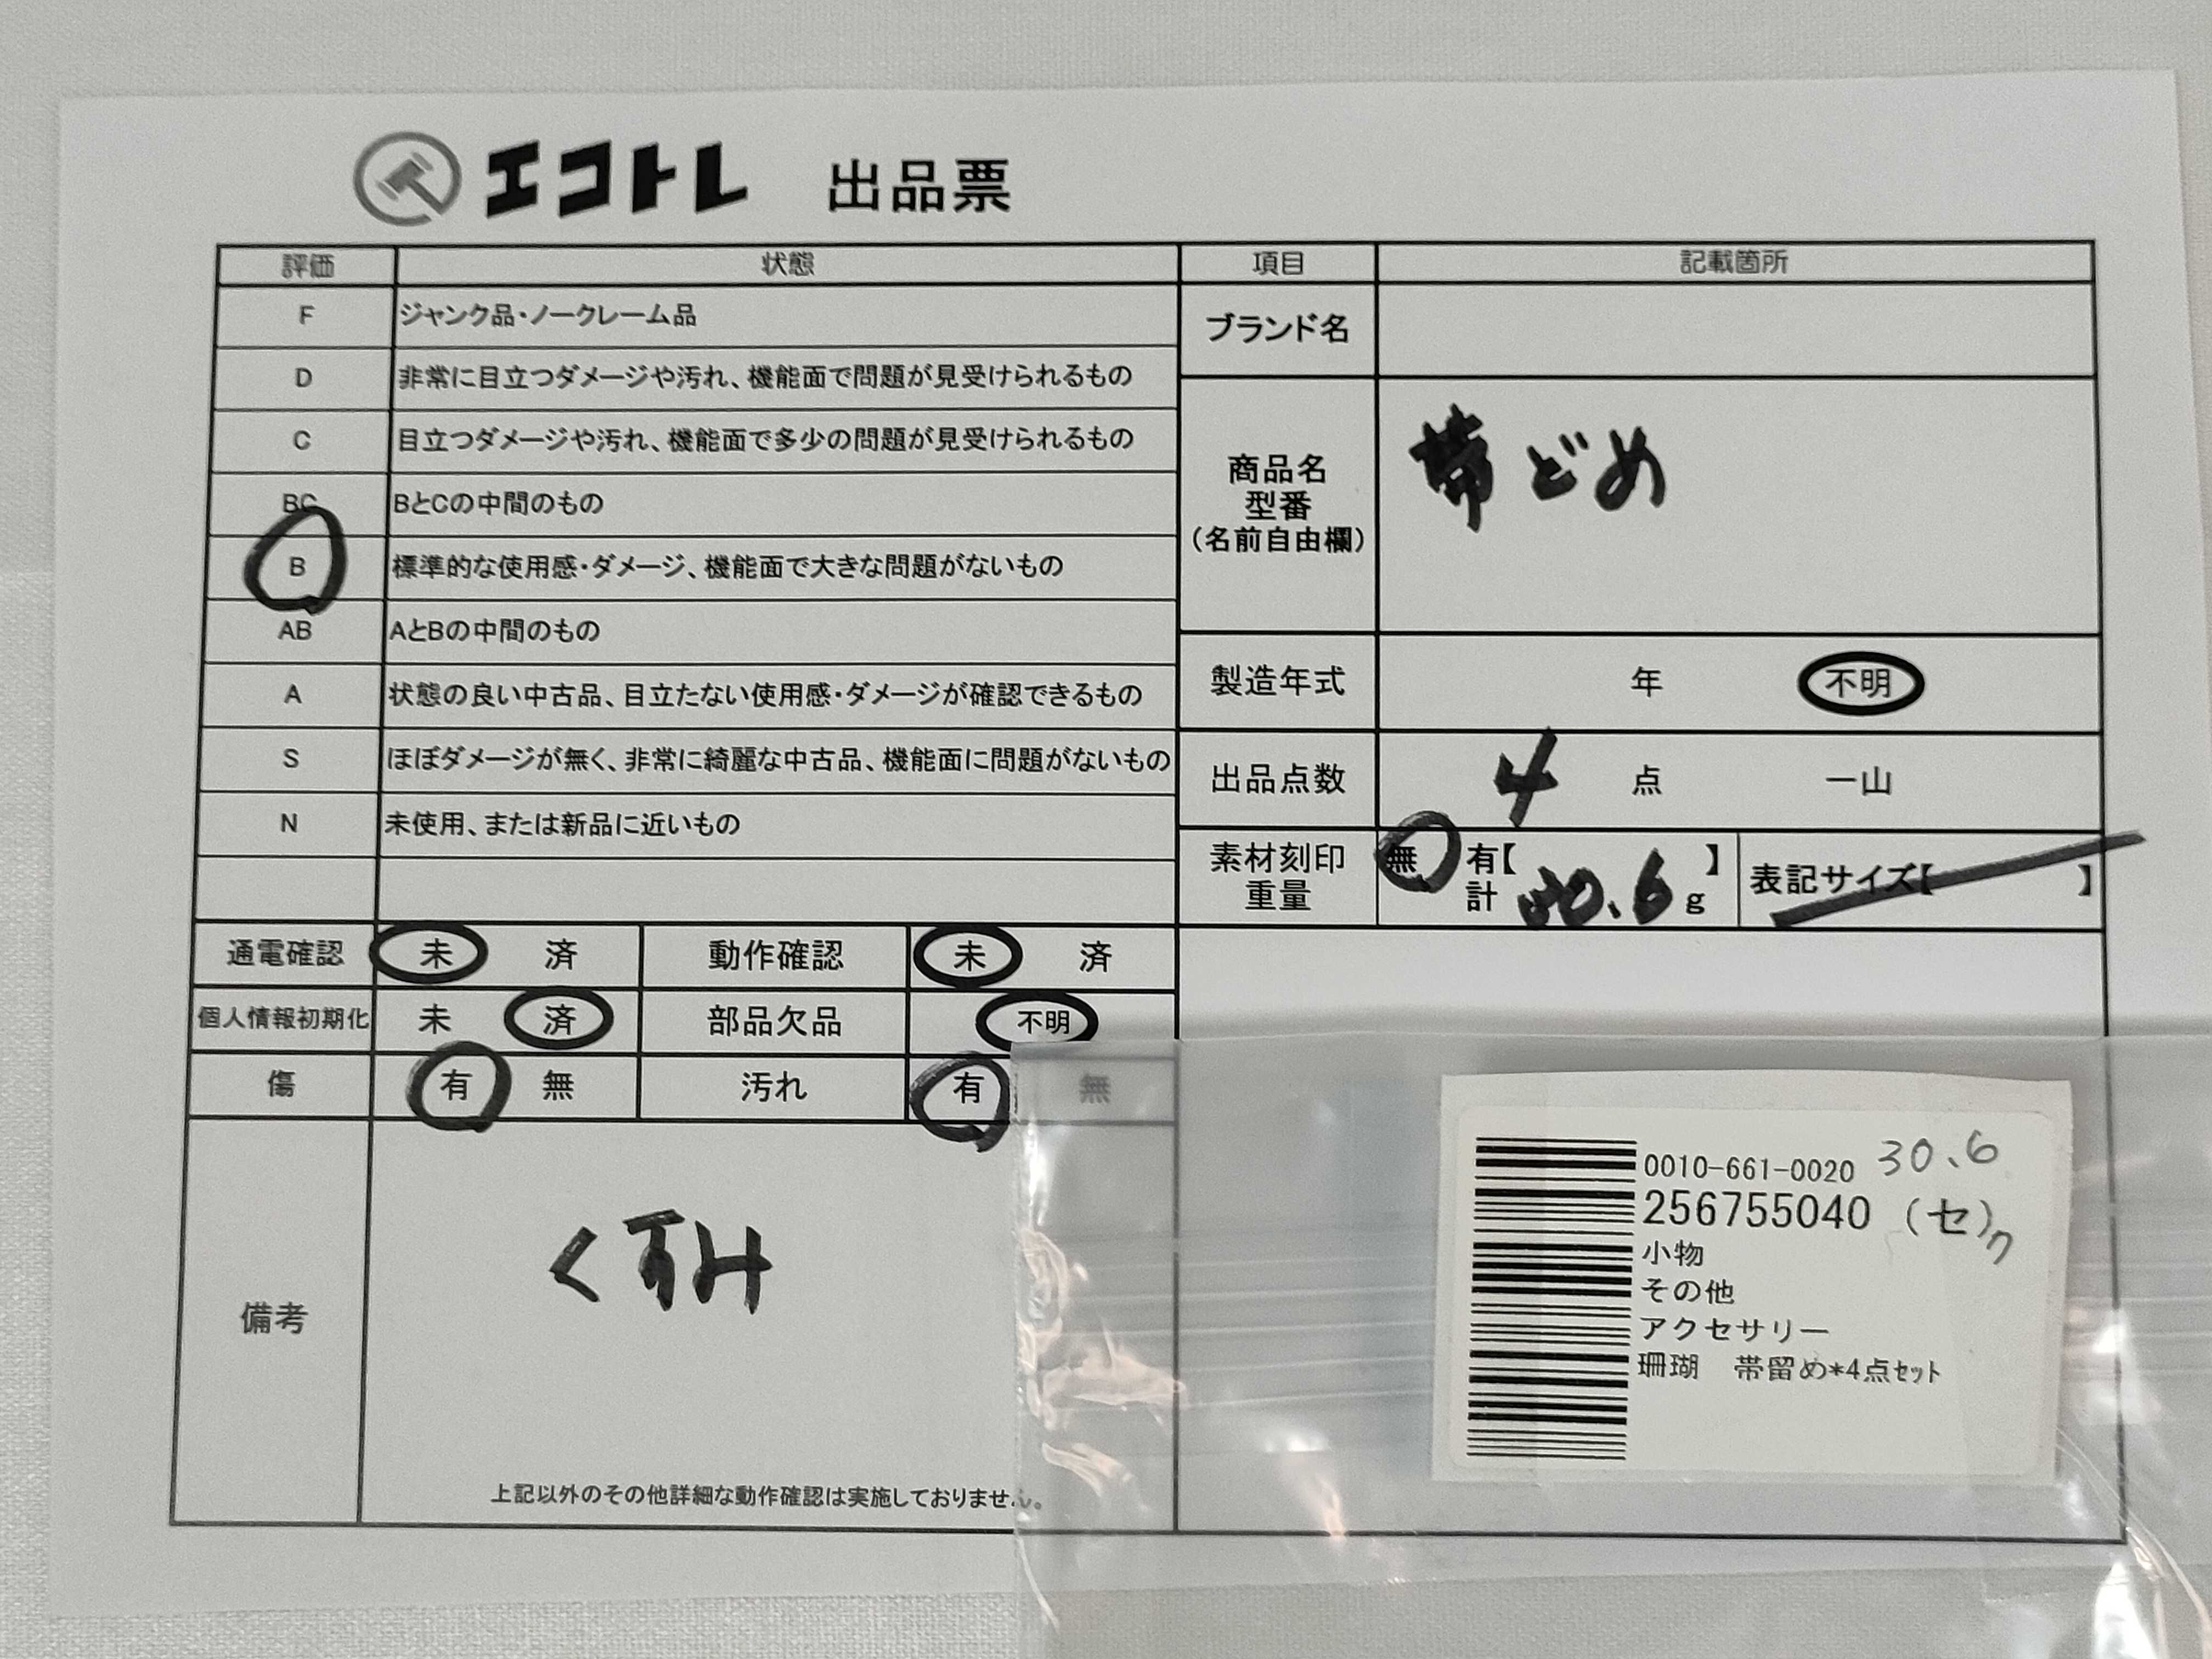 エコトレ 出品票
評価 状態 項目 記載箇所
F ジャンク品・ノークレーム品
D 非常に目立つダメージや汚れ、機能面で問題が見受けられるもの
C 目立つダメージや汚れ、機能面で多少の問題が見受けられるもの
BC BとCの中間のもの
B 標準的な使用感・ダメージ、機能面で大きな問題がないもの
AB AとBの中間のもの
A 状態の良い中古品、目立たない使用感・ダメージが確認できるもの
S ほぼダメージが無く、非常に綺麗な中古品、機能面に問題がないもの
N 未使用、または新品に近いもの
ブランド名
商品名
型番
(名前自由欄)
帯どめ
製造年式 年 不明
出品点数 4 点 一山
素材刻印
重量
無 有【 】
計 30.6 g
表記サイズ【 】
通電確認 未 済 動作確認 未 済
個人情報初期化 未 済 部品欠品 不明
傷 有 無 汚れ 有 無
備考
くすみ
上記以外のその他詳細な動作確認は実施しておりません。
0010-661-0020 30.6
256755040 (セ)
小物
その他
アクセサリー
珊瑚 帯留め*4点ｾｯﾄ